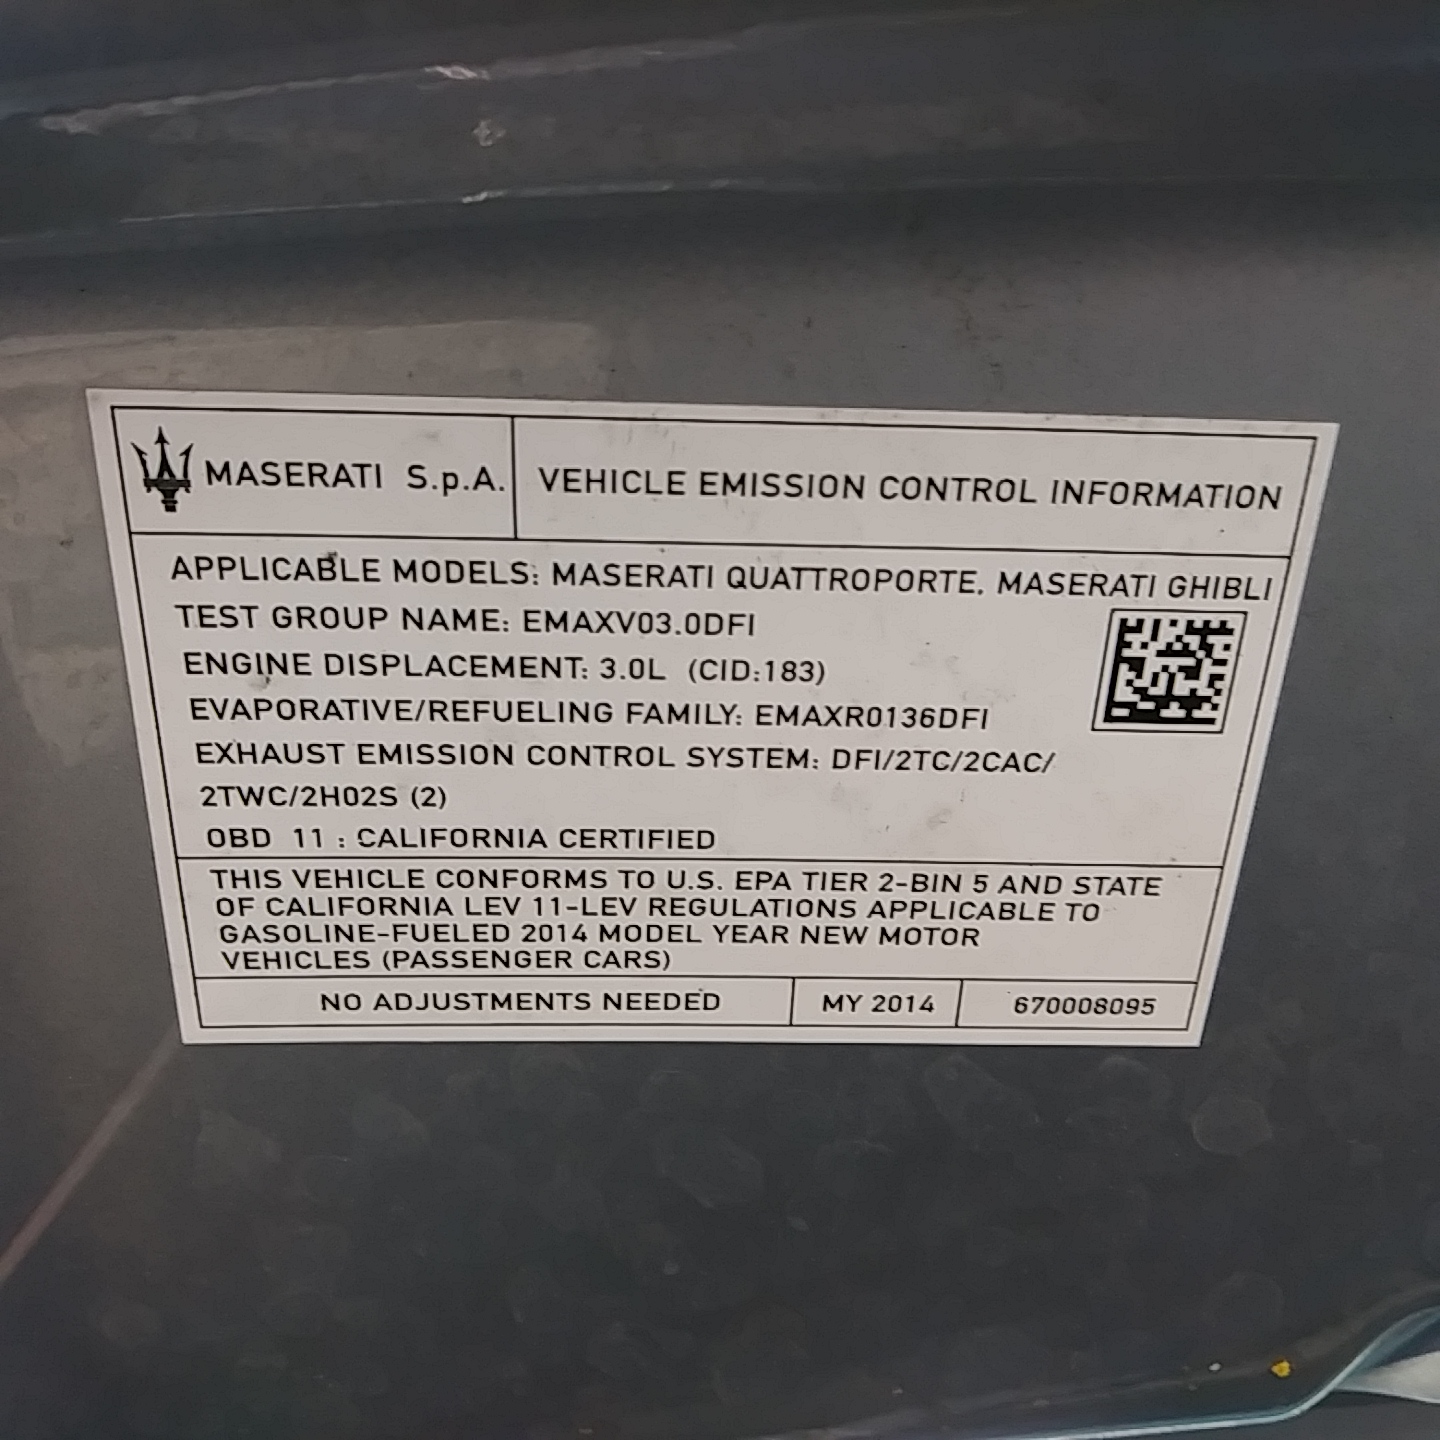 MASERATI S.p.A.
VEHICLE EMISSION CONTROL INFORMATION
APPLICABLE MODELS: MASERATI QUATTROPORTE, MASERATI GHIBLI
TEST GROUP NAME: EMAXV03.0DFI
ENGINE DISPLACEMENT: 3.0L (CID:183)
EVAPORATIVE/REFUELING FAMILY: EMAXR0136DFI
EXHAUST EMISSION CONTROL SYSTEM: DFI/2TC/2CAC/
2TWC/2H02S (2)
OBD 11 : CALIFORNIA CERTIFIED
THIS VEHICLE CONFORMS TO U.S. EPA TIER 2-BIN 5 AND STATE
OF CALIFORNIA LEV 11-LEV REGULATIONS APPLICABLE TO
GASOLINE-FUELED 2014 MODEL YEAR NEW MOTOR
VEHICLES (PASSENGER CARS)
NO ADJUSTMENTS NEEDED
MY 2014
670008095